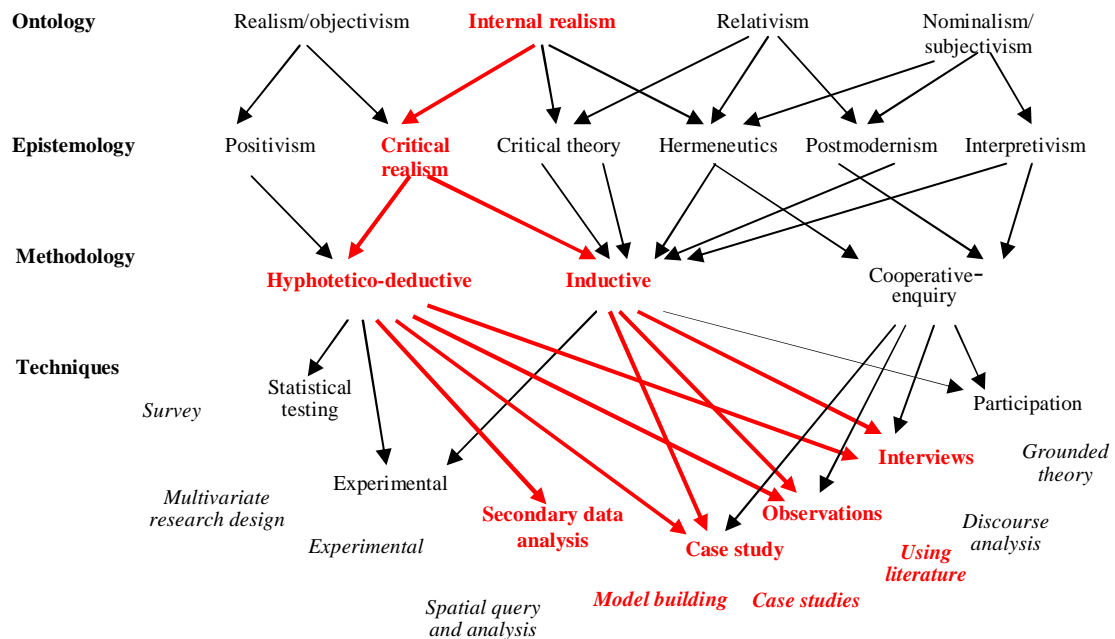 Ontology
Realism/objectivism
Internal realism
Relativism
Nominalism/
subjectivism
Epistemology
Positivism
Critical
realism
Critical theory
Hermeneutics
Postmodernism
Interpretivism
Methodology
Hyphotetico-deductive
Inductive
Cooperative-
enquiry
Techniques
Survey
Statistical
testing
Participation
Interviews
Grounded
theory
Multivariate
research design
Experimental
Secondary data
analysis
Observations
Case study
Discourse
analysis
Experimental
Using
literature
Model building
Case studies
Spatial query
and analysis